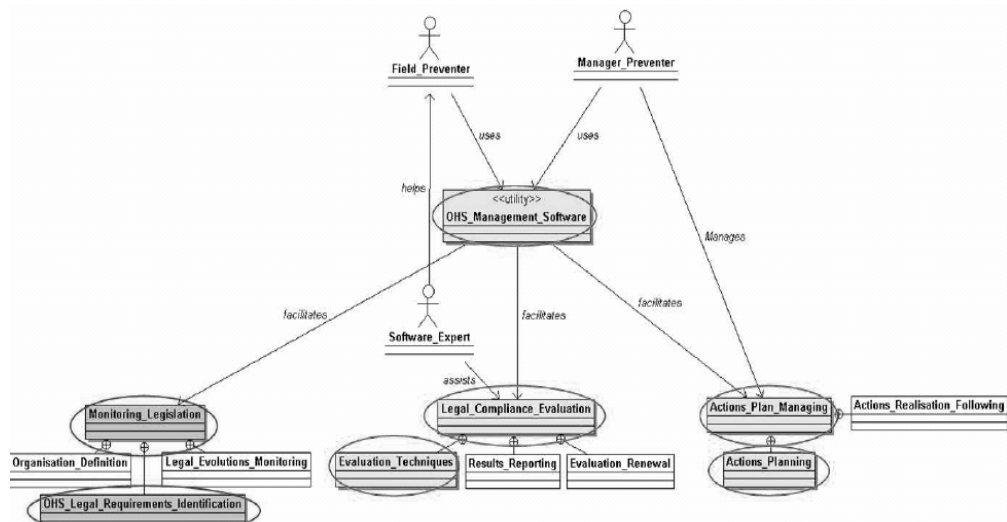 Field_Preventer
Manager_Preventer
uses
uses
helps
<<utility>>
OHS_Management_Software
Manages
facilitates
facilitates
facilitates
Software_Expert
assists
Monitoring_Legislation
Legal_Compliance_Evaluation
Actions_Plan_Managing
Actions_Realisation_Following
Organisation_Definition
Legal_Evolutions_Monitoring
Evaluation_Techniques
Results_Reporting
Evaluation_Renewal
Actions_Planning
OHS_Legal_Requirements_Identification